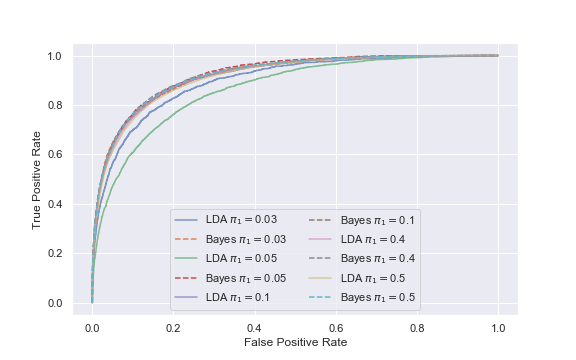 1.0
0.8
0.6
0.4
0.2
0.0
True Positive Rate
LDA π₁ = 0.03
Bayes π₁ = 0.03
LDA π₁ = 0.05
Bayes π₁ = 0.05
LDA π₁ = 0.1
Bayes π₁ = 0.1
LDA π₁ = 0.4
Bayes π₁ = 0.4
LDA π₁ = 0.5
Bayes π₁ = 0.5
0.0 0.2 0.4 0.6 0.8 1.0
False Positive Rate